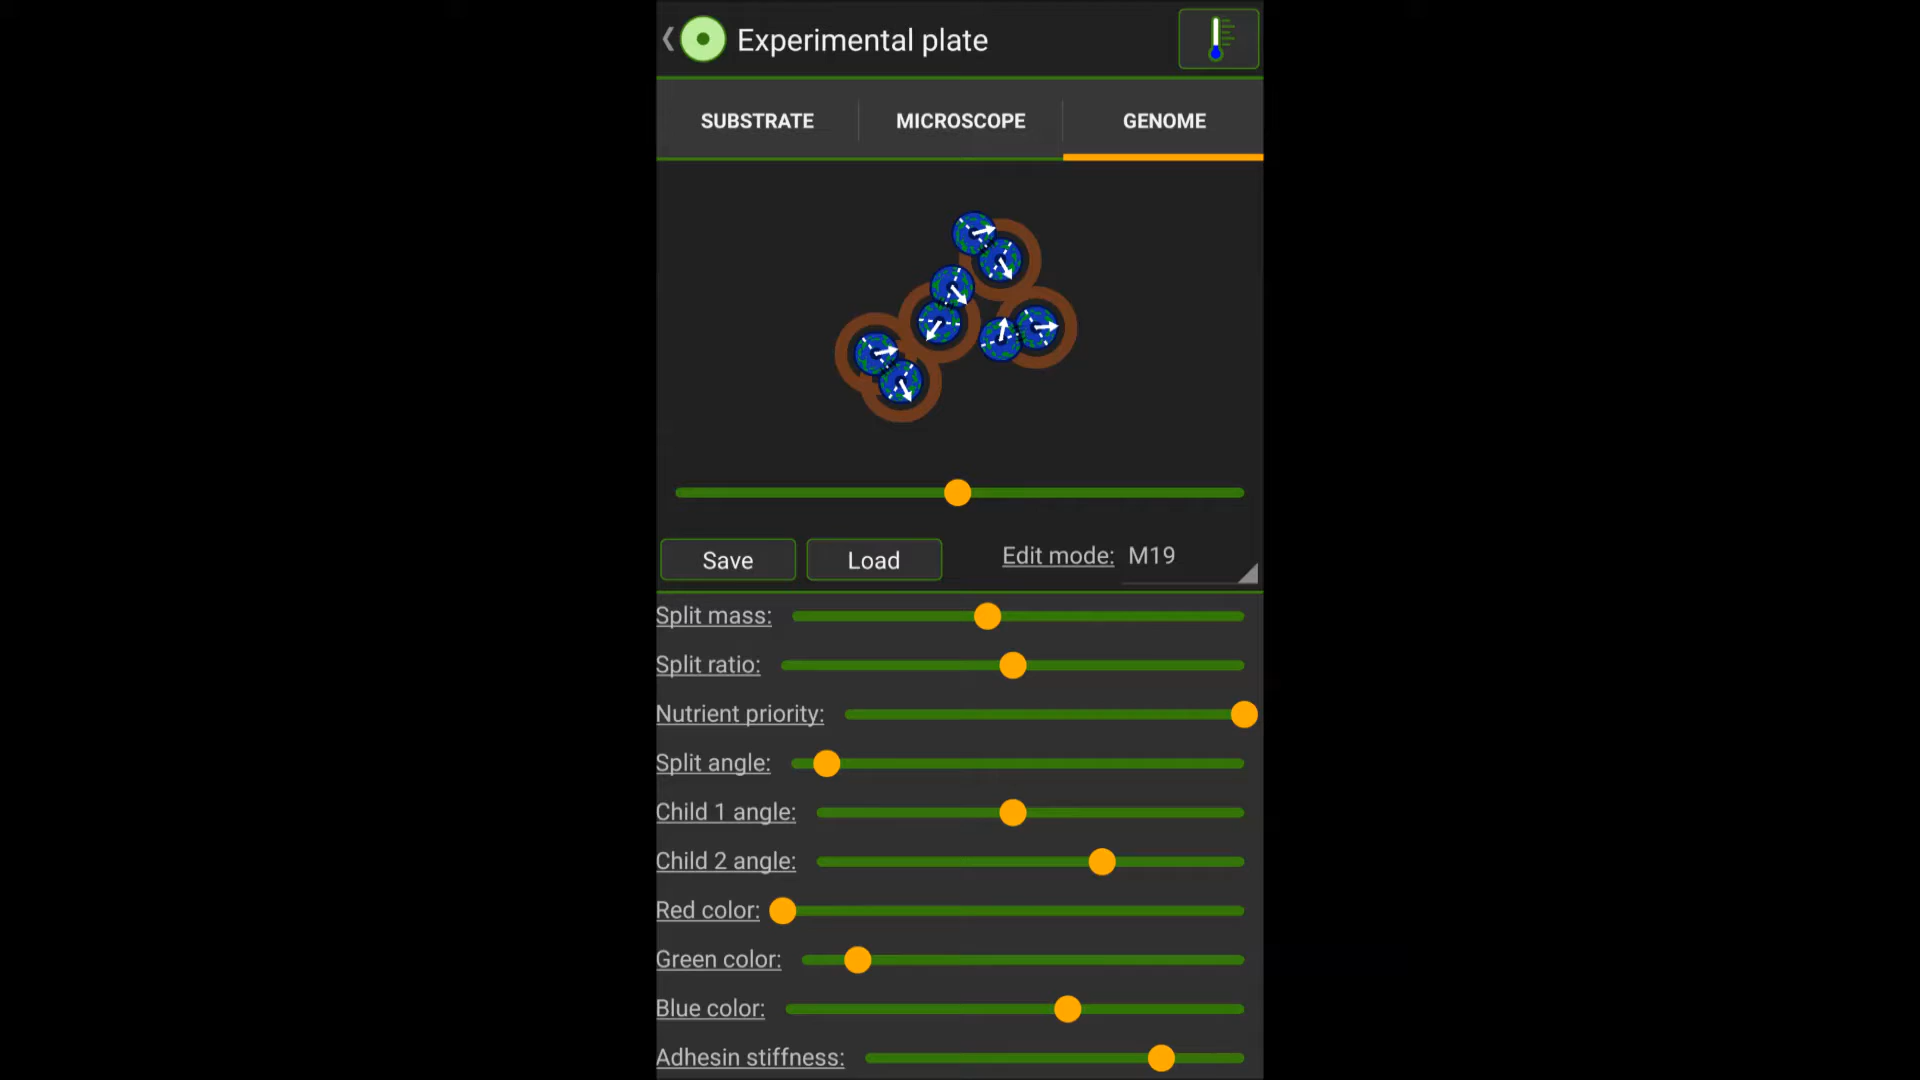 Experimental plate
SUBSTRATE
MICROSCOPE
GENOME
Save
Load
Edit mode: M19
Split mass:
Split ratio:
Nutrient priority:
Split angle:
Child 1 angle:
Child 2 angle:
Red color:
Green color:
Blue color:
Adhesin stiffness: